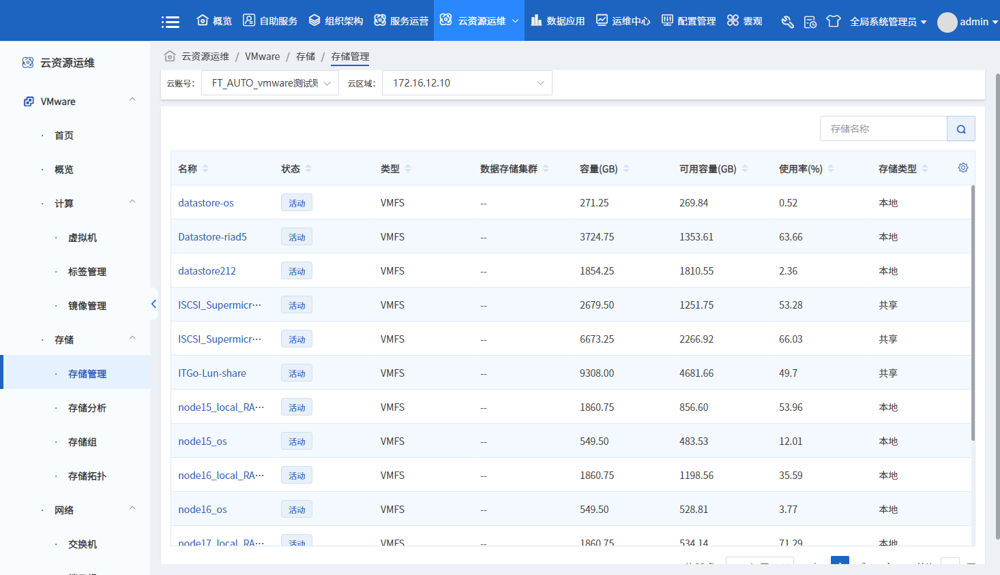 概览 自助服务 组织架构 服务运营 云资源运维 数据应用 运维中心 配置管理 雲观 全局系统管理员 admin
云资源运维
VMware
首页
概览
计算
虚拟机
标签管理
镜像管理
存储
存储管理
存储分析
存储组
存储拓扑
网络
交换机
云资源运维 / VMware / 存储 / 存储管理
云账号: FT_AUTO_vmware测试账 云区域: 172.16.12.10
存储名称
名称 状态 类型 数据存储集群 容量(GB) 可用容量(GB) 使用率(%) 存储类型
datastore-os 活动 VMFS -- 271.25 269.84 0.52 本地
Datastore-riad5 活动 VMFS -- 3724.75 1353.61 63.66 本地
datastore212 活动 VMFS -- 1854.25 1810.55 2.36 本地
ISCSI_Supermicr… 活动 VMFS -- 2679.50 1251.75 53.28 共享
ISCSI_Supermicr… 活动 VMFS -- 6673.25 2266.92 66.03 共享
ITGo-Lun-share 活动 VMFS -- 9308.00 4681.66 49.7 共享
node15_local_RA… 活动 VMFS -- 1860.75 856.60 53.96 本地
node15_os 活动 VMFS -- 549.50 483.53 12.01 本地
node16_local_RA… 活动 VMFS -- 1860.75 1198.56 35.59 本地
node16_os 活动 VMFS -- 549.50 528.81 3.77 本地
node17_local_RA… 活动 VMFS -- 1860.75 534.14 71.29 本地